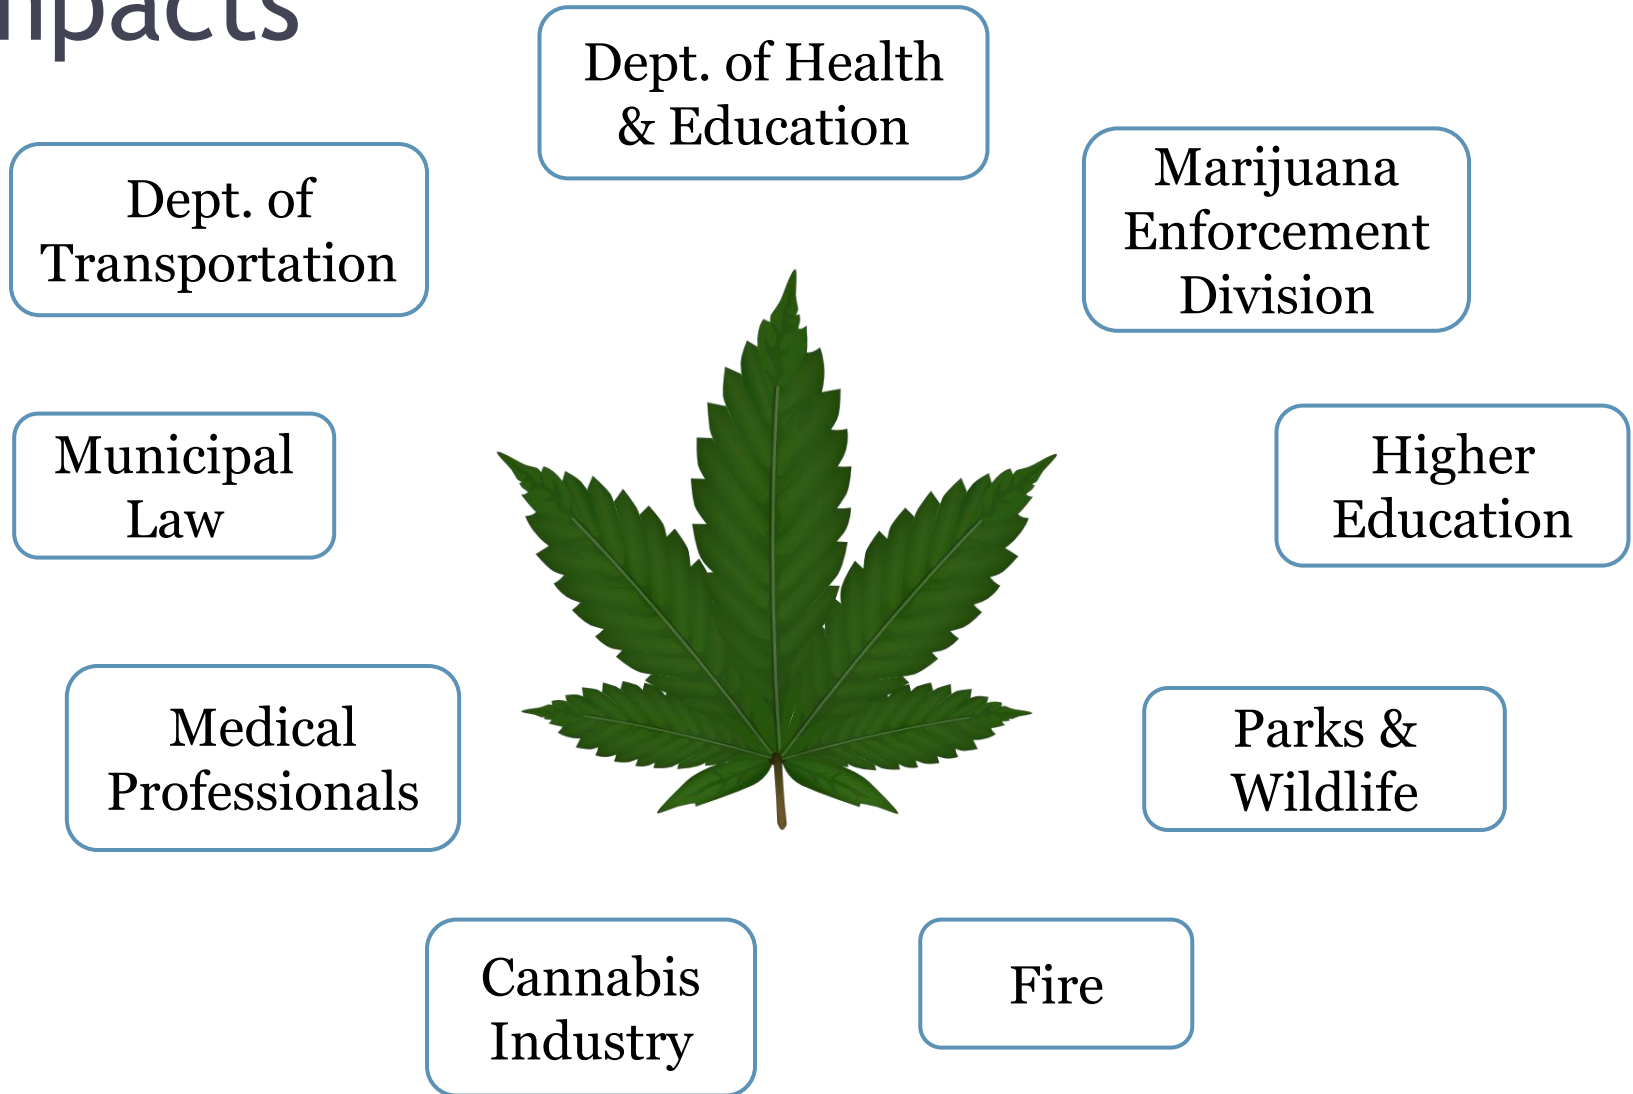 Dept. of Health
& Education
Marijuana
Enforcement
Division
Dept. of
Transportation
Higher
Education
Municipal
Law
Medical
Professionals
Parks &
Wildlife
Cannabis
Industry
Fire